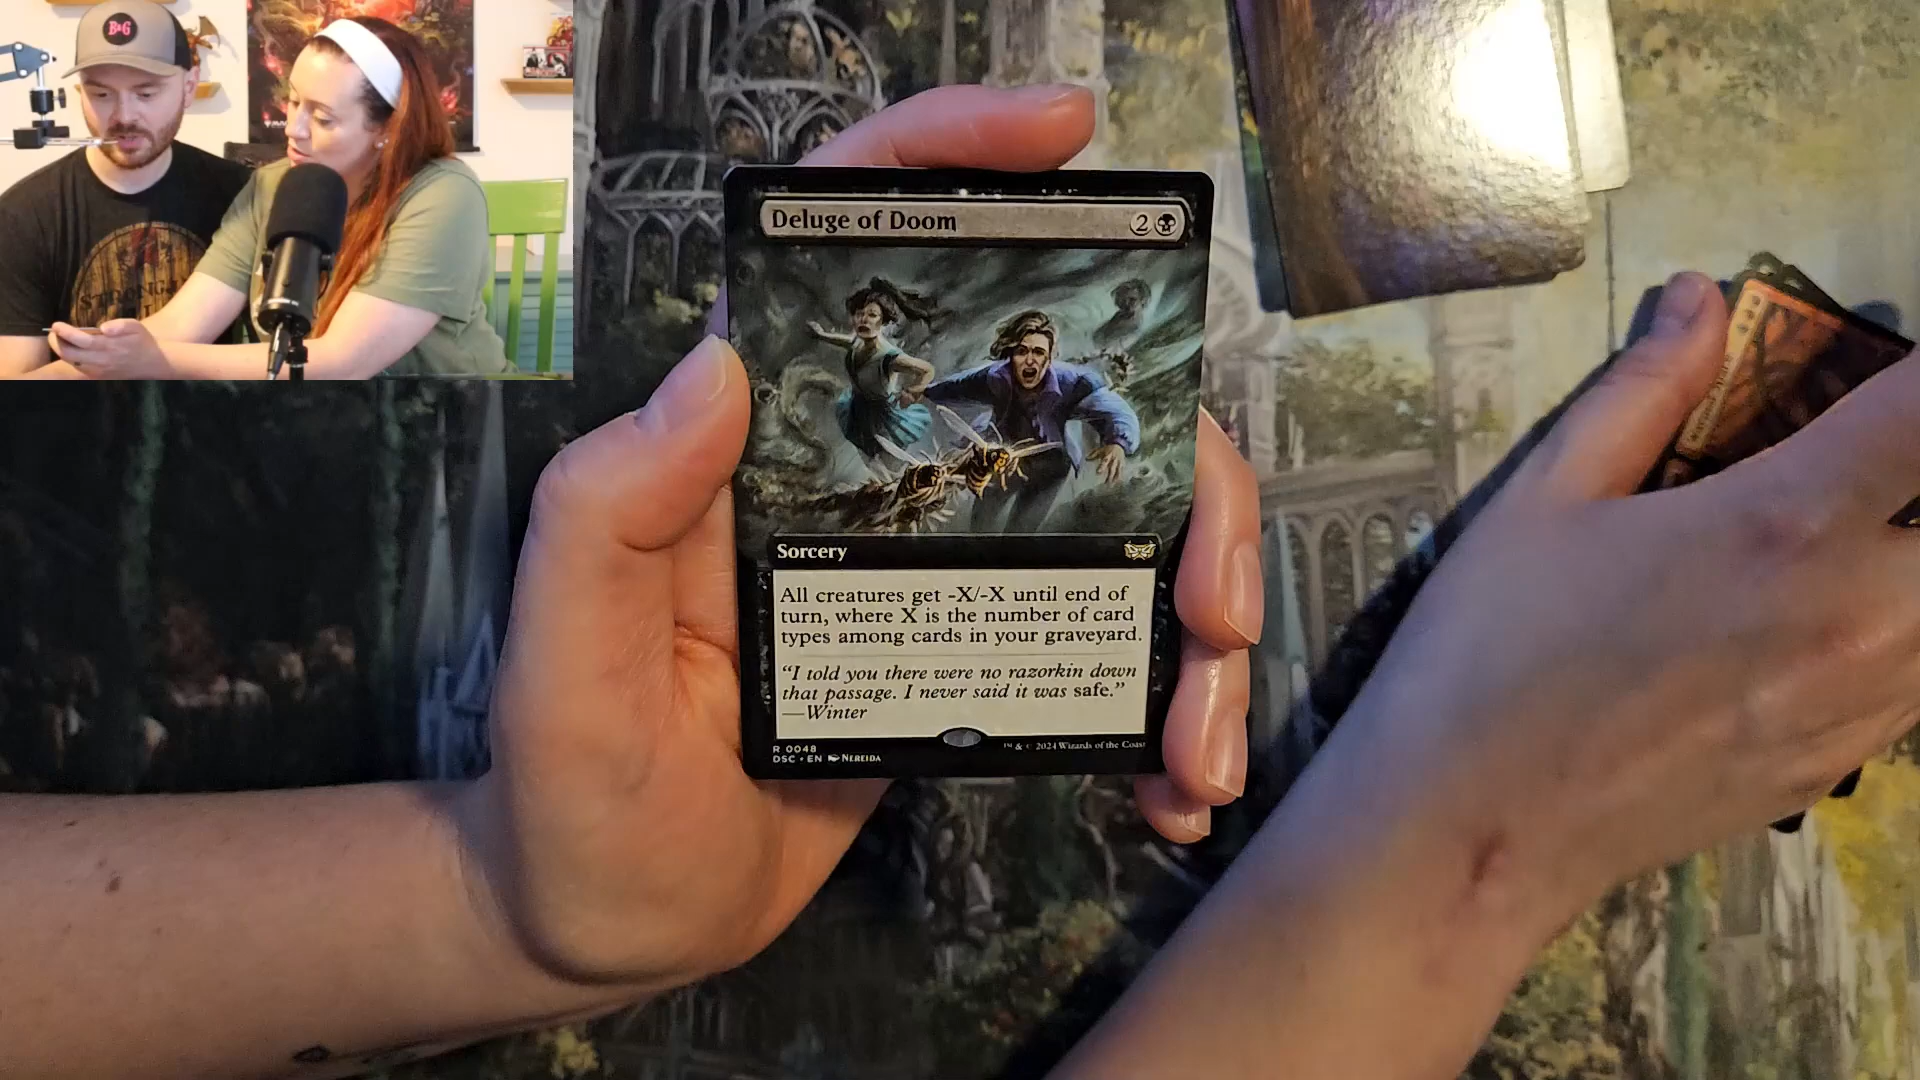 B&G
STRONG
Deluge of Doom 2
Sorcery
All creatures get -X/-X until end of
turn, where X is the number of card
types among cards in your graveyard.
“I told you there were no razorkin down
that passage. I never said it was safe.”
—Winter
R 0048
DSC • EN NEREIDA
™ & © 2024 Wizards of the Coast